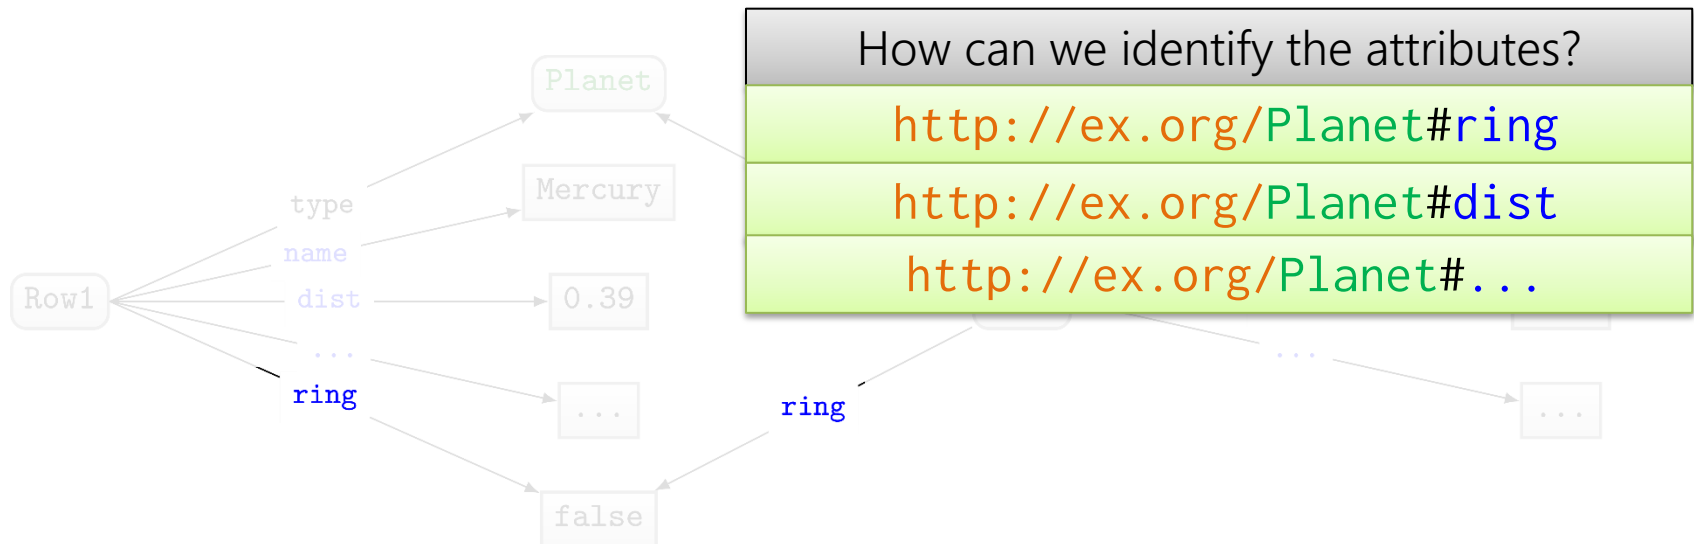 How can we identify the attributes?
http://ex.org/Planet#ring
http://ex.org/Planet#dist
http://ex.org/Planet#...
Planet
Mercury
type
name
Row1
dist
0.39
...
...
ring
...
ring
...
false